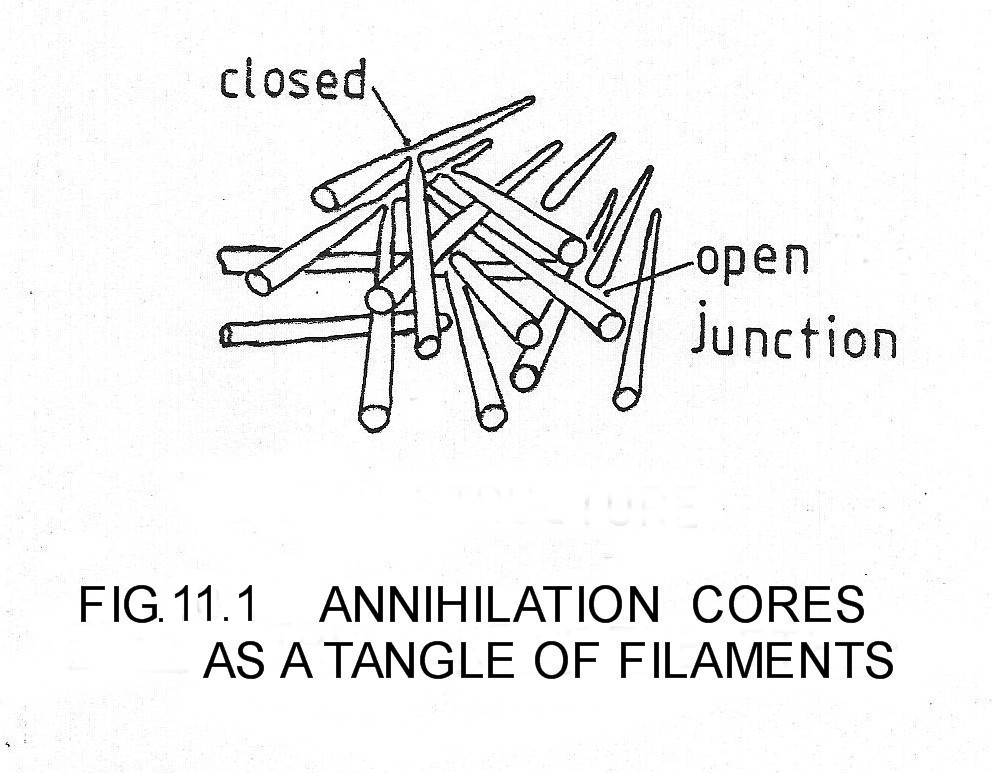 closed
open
junction
FIG.11.1 ANNIHILATION CORES
AS A TANGLE OF FILAMENTS